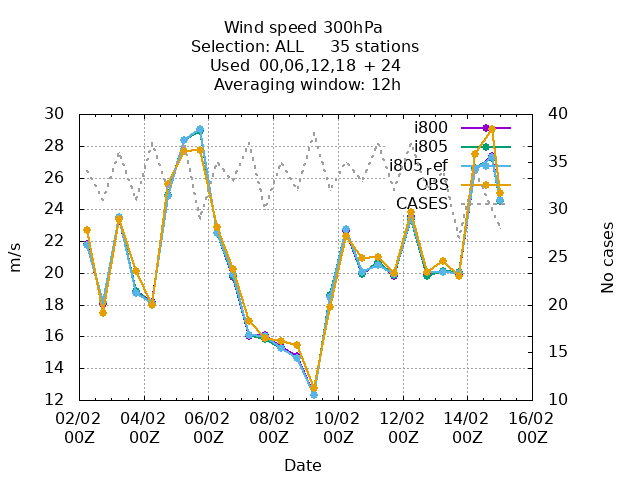 Wind speed 300hPa
Selection: ALL 35 stations
Used 00,06,12,18 + 24
Averaging window: 12h
30 40
28
26 35
24
22 30
20 25
18 20
16
14 15
12 10
m/s
No cases
i800
i805
i805_ref
OBS
CASES
02/02 04/02 06/02 08/02 10/02 12/02 14/02 16/02
00Z 00Z 00Z 00Z 00Z 00Z 00Z 00Z
Date